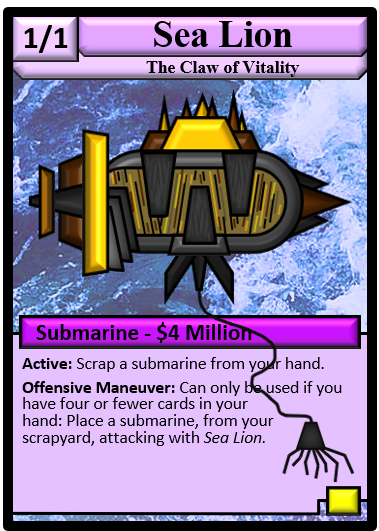 1/1
Sea Lion
The Claw of Vitality
Submarine - $4 Million
Active: Scrap a submarine from your hand.
Offensive Maneuver: Can only be used if you
have four or fewer cards in your
hand: Place a submarine, from your
scrapyard, attacking with Sea Lion.